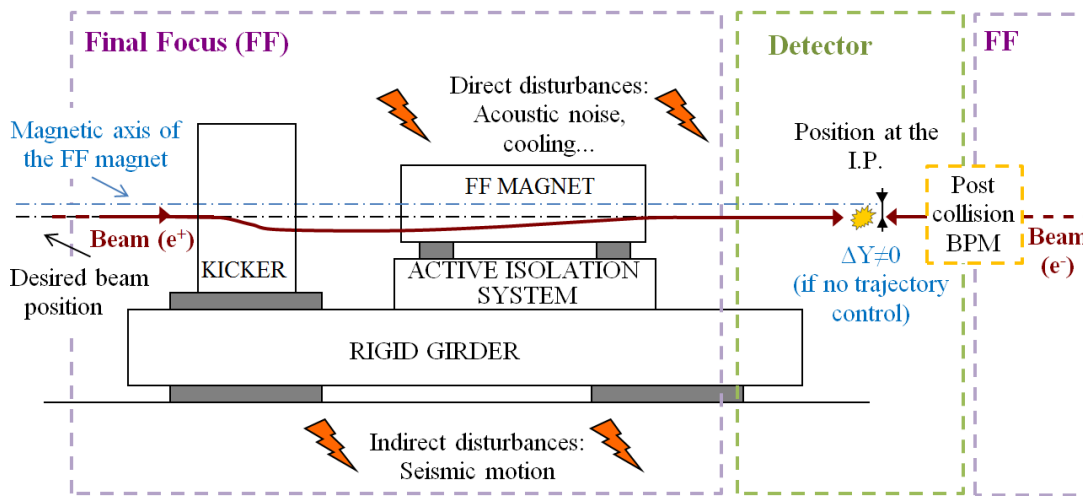 Final Focus (FF)
Detector
FF
Direct disturbances:
Acoustic noise,
cooling...
Magnetic axis of
the FF magnet
Position at the
I.P.
FF MAGNET
Post
collision
BPM
Beam (e⁺)
Beam
(e⁻)
KICKER
Desired beam
position
ACTIVE ISOLATION
SYSTEM
ΔY≠0
(if no trajectory
control)
RIGID GIRDER
Indirect disturbances:
Seismic motion